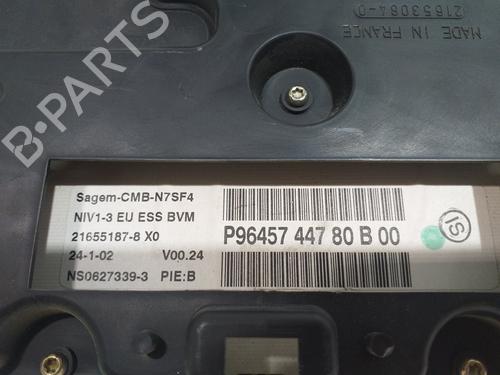 21653084-0
MADE IN FRANCE
B-PARTS
Sagem-CMB-N7SF4
NIV1-3 EU ESS BVM
21655187-8 X0
24-1-02 V00.24
NS0627339-3 PIE:B
P96457 447 80 B 00
IS